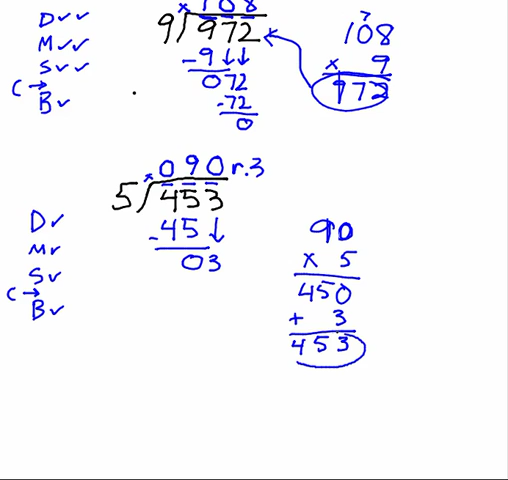 108
9)972
-9
072
-72
0
D✓✓
M✓✓
S✓✓
C→
B✓
7
108
x 9
972
090 r.3
5)453
-45
03
D✓
M✓
S✓
C→
B✓
90
x 5
450
+ 3
453